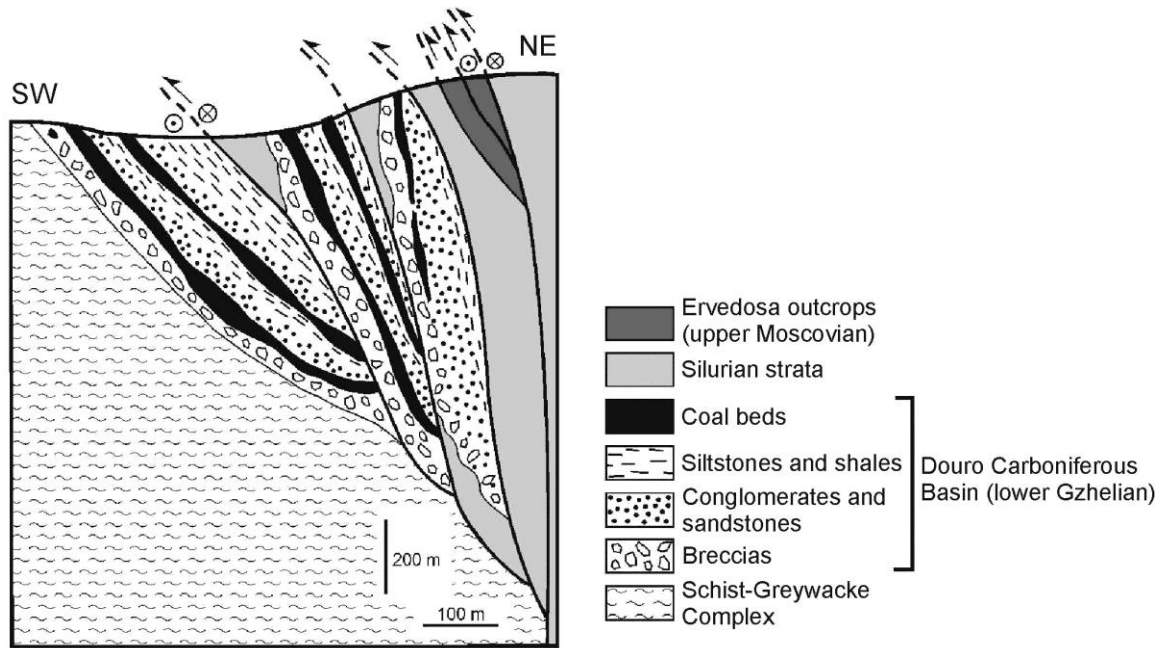 SW
NE
200 m
100 m
Ervedosa outcrops
(upper Moscovian)
Silurian strata
Coal beds
Siltstones and shales
Conglomerates and
sandstones
Breccias
Schist-Greywacke
Complex
Douro Carboniferous
Basin (lower Gzhelian)